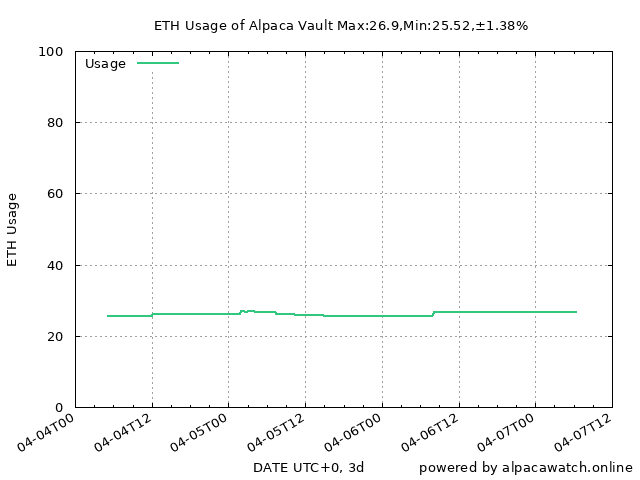 ETH Usage of Alpaca Vault Max:26.9,Min:25.52,±1.38%
100
Usage
80
60
ETH Usage
40
20
0
04-04T00
04-04T12
04-05T00
04-05T12
04-06T00
04-06T12
04-07T00
04-07T12
DATE UTC+0, 3d
powered by alpacawatch.online